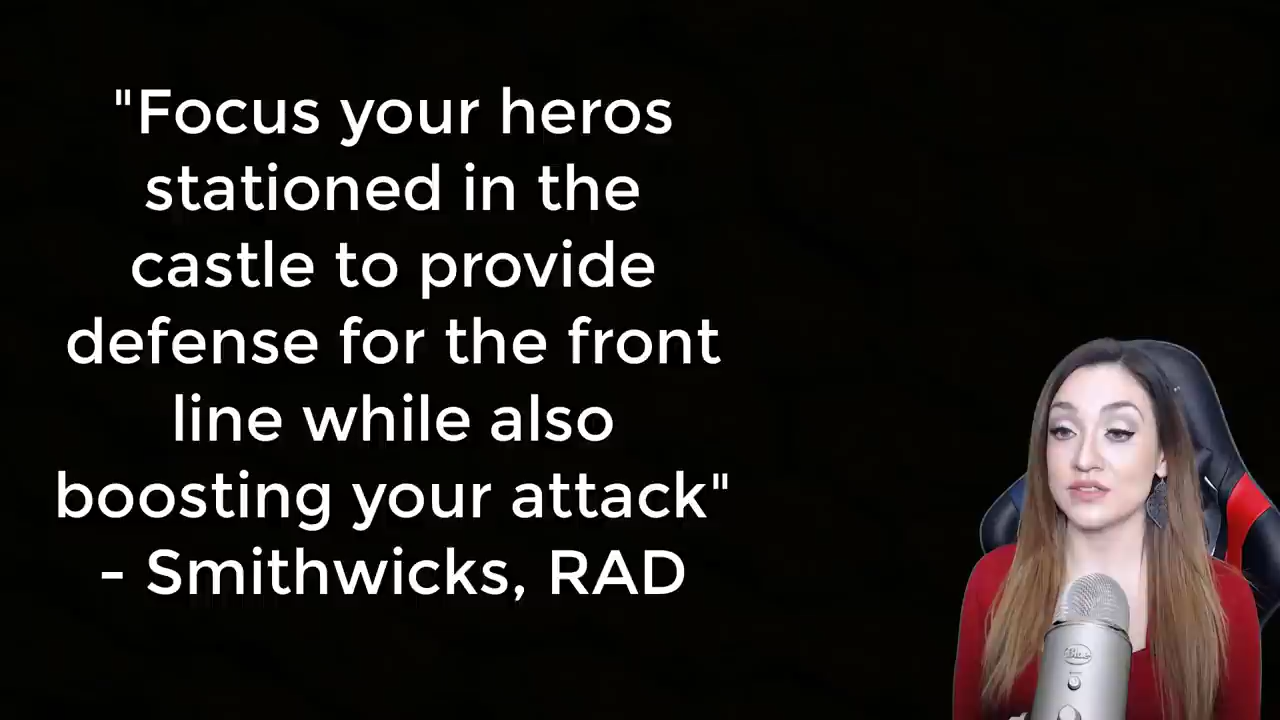 "Focus your heros
stationed in the
castle to provide
defense for the front
line while also
boosting your attack"
- Smithwicks, RAD
Blue